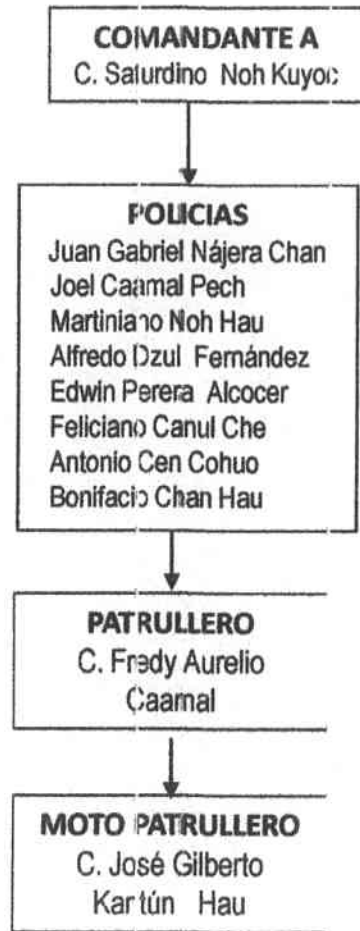 COMANDANTE A
C. Saturdino Noh Kuyoc
POLICIAS
Juan Gabriel Nájera Chan
Joel Caamal Pech
Martiniano Noh Hau
Alfredo Dzul Fernández
Edwin Perera Alcocer
Feliciano Canul Che
Antonio Cen Cohuo
Bonifacio Chan Hau
PATRULLERO
C. Fredy Aurelio
Caamal
MOTO PATRULLERO
C. José Gilberto
Kantún Hau